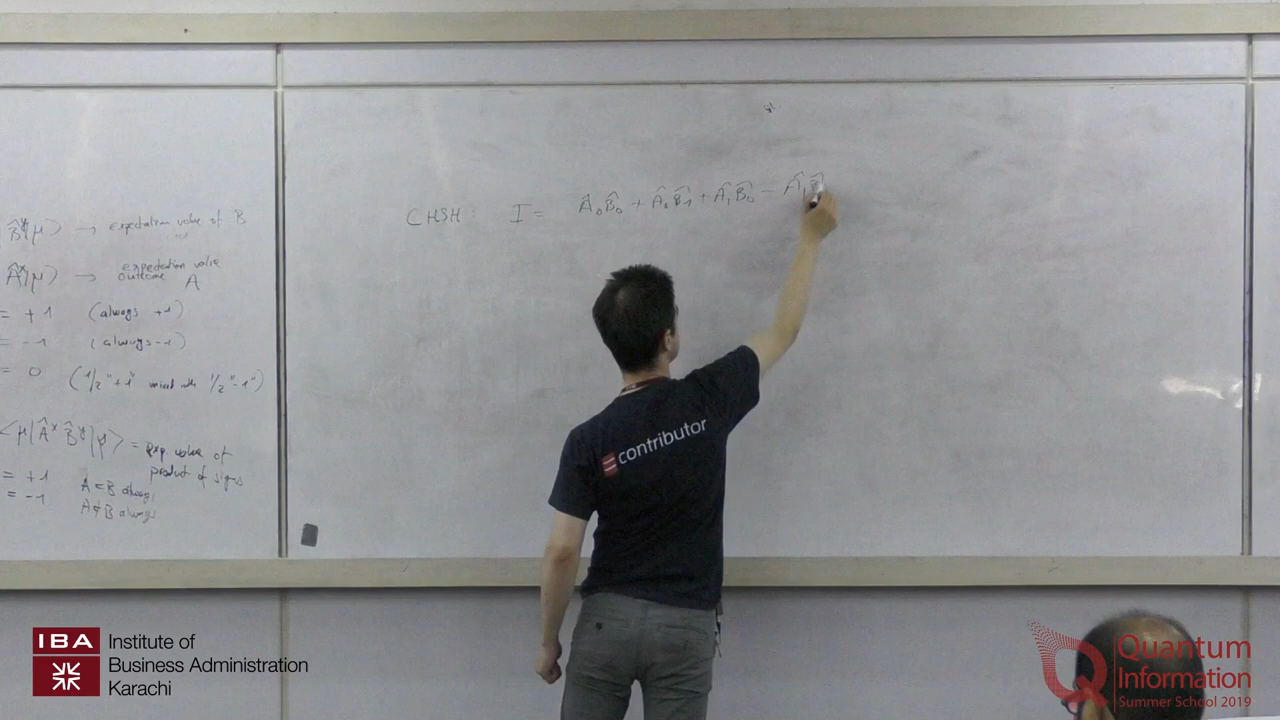 CHSH: I = Â₀B̂₀ + Â₀B̂₁ + Â₁B̂₀ − Â₁B̂
B̂ʸ|μ⟩ → expectation value of B
Âˣ|μ⟩ → expectation value
outcome A
= +1 (always +1)
= -1 (always -1)
= 0 (1/2 "+1" mixed with 1/2 "-1")
⟨μ|Âˣ B̂ʸ|μ⟩ = exp value of
product of signs
= +1 A = B always
= -1 A ≠ B always
contributor
IBA
Institute of
Business Administration
Karachi
Quantum
Information
Summer School 2019